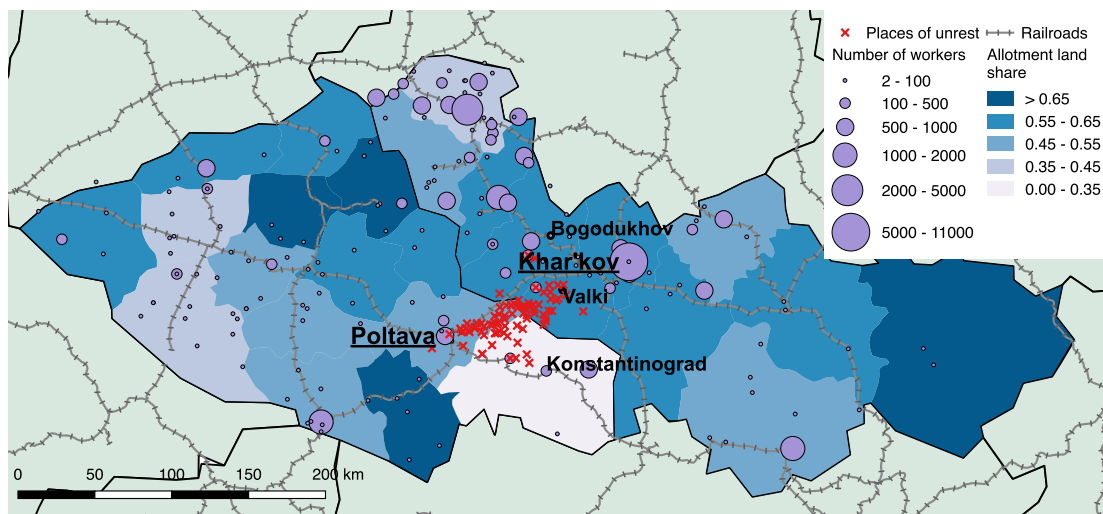 Places of unrest
Railroads
Number of workers
2 - 100
100 - 500
500 - 1000
1000 - 2000
2000 - 5000
5000 - 11000
Allotment land
share
> 0.65
0.55 - 0.65
0.45 - 0.55
0.35 - 0.45
0.00 - 0.35
Bogodukhov
Khar'kov
Valki
Poltava
Konstantinograd
0 50 100 150 200 km